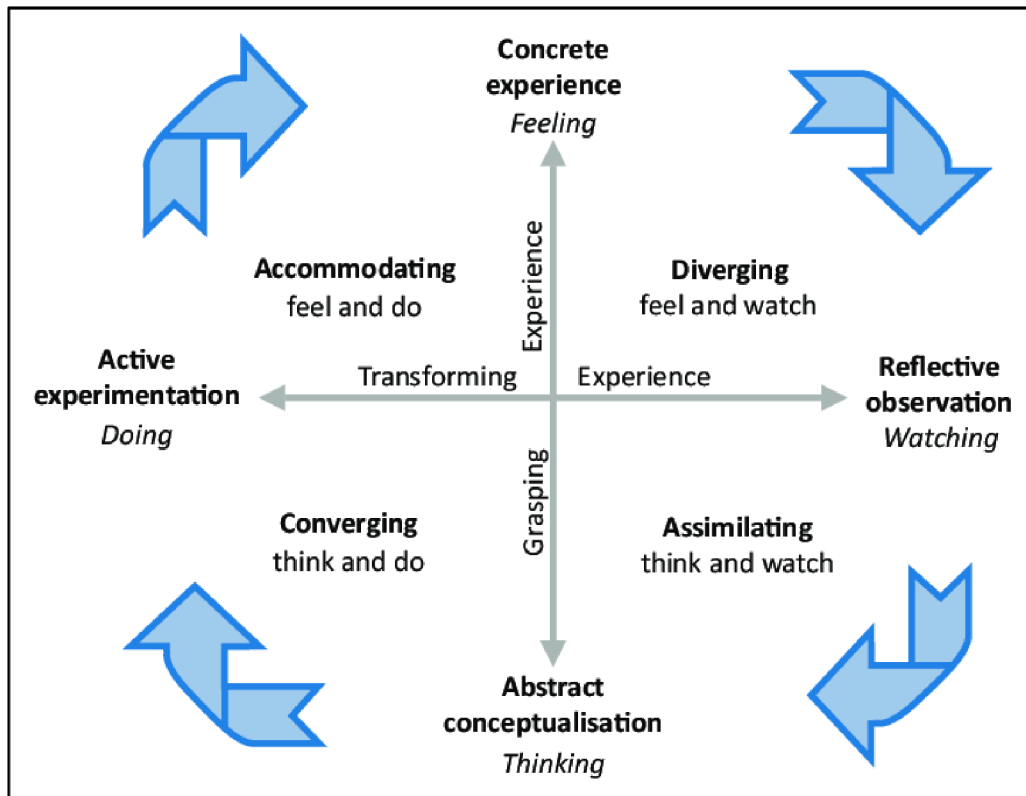 Concrete
experience
Feeling
Experience
Accommodating
feel and do
Diverging
feel and watch
Active
experimentation
Doing
Transforming
Experience
Reflective
observation
Watching
Grasping
Converging
think and do
Assimilating
think and watch
Abstract
conceptualisation
Thinking